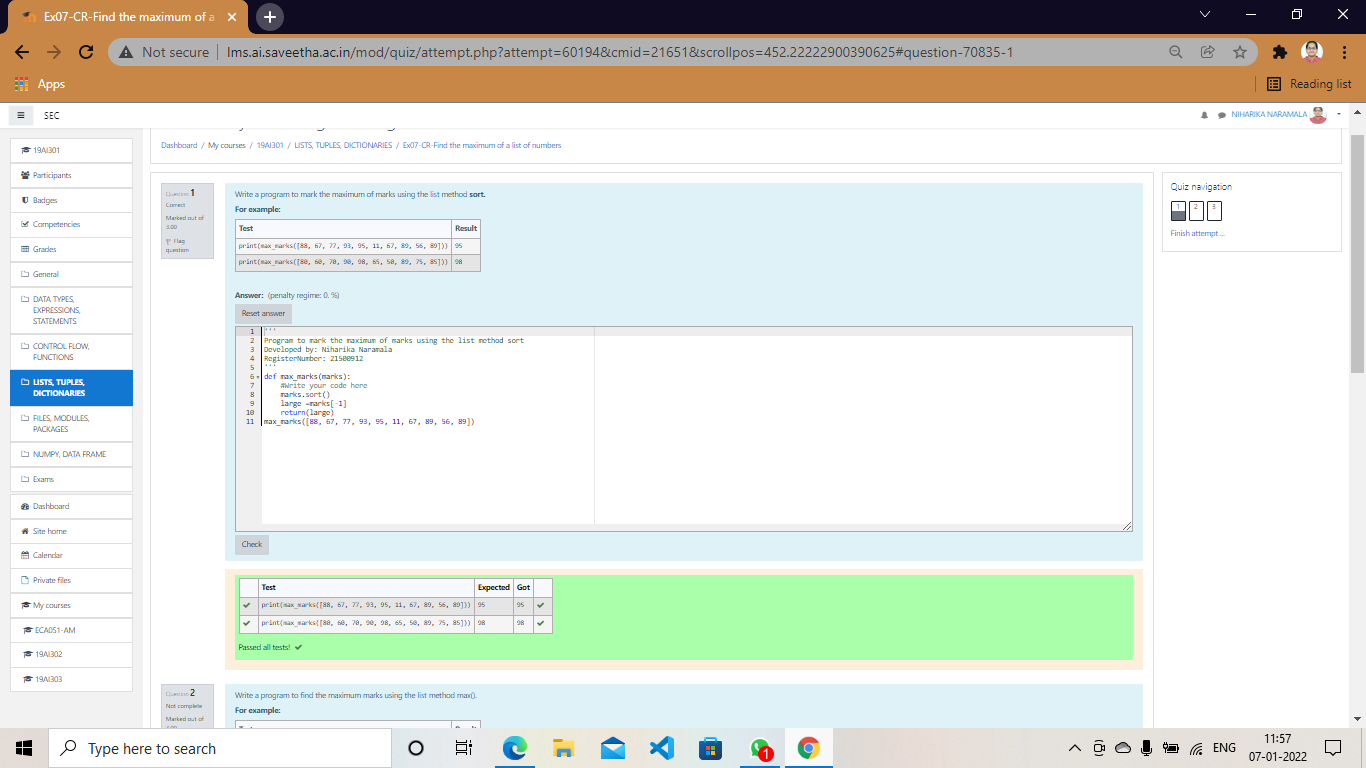 Ex07-CR-Find the maximum of a
Not secure
lms.ai.saveetha.ac.in/mod/quiz/attempt.php?attempt=60194&cmid=21651&scrollpos=452.22222900390625#question-70835-1
Apps
Reading list
SEC
NIHARIKA NARAMALA
Dashboard / My courses / 19AI301 / LISTS, TUPLES, DICTIONARIES / Ex07-CR-Find the maximum of a list of numbers
19AI301
Participants
Badges
Competencies
Grades
General
DATA TYPES,
EXPRESSIONS,
STATEMENTS
CONTROL FLOW,
FUNCTIONS
LISTS, TUPLES,
DICTIONARIES
FILES, MODULES,
PACKAGES
NUMPY, DATA FRAME
Exams
Dashboard
Site home
Calendar
Private files
My courses
ECA051-AM
19AI302
19AI303
Question 1
Correct
Marked out of
3.00
Flag
question
Write a program to mark the maximum of marks using the list method sort.
For example:
Test Result
print(max_marks([88, 67, 77, 93, 95, 11, 67, 89, 56, 89])) 95
print(max_marks([80, 60, 70, 90, 98, 65, 50, 89, 75, 85])) 98
Answer: (penalty regime: 0. %)
Reset answer
1 '''
2 Program to mark the maximum of marks using the list method sort
3 Developed by: Niharika Naramala
4 RegisterNumber: 21500912
5 '''
6 def max_marks(marks):
7 #Write your code here
8 marks.sort()
9 large =marks[-1]
10 return(large)
11 max_marks([88, 67, 77, 93, 95, 11, 67, 89, 56, 89])
Check
Test Expected Got
print(max_marks([88, 67, 77, 93, 95, 11, 67, 89, 56, 89])) 95 95
print(max_marks([80, 60, 70, 90, 98, 65, 50, 89, 75, 85])) 98 98
Passed all tests!
Question 2
Not complete
Marked out of
Write a program to find the maximum marks using the list method max().
For example:
Quiz navigation
1 2 3
Finish attempt ...
Type here to search
1
ENG
11:57
07-01-2022